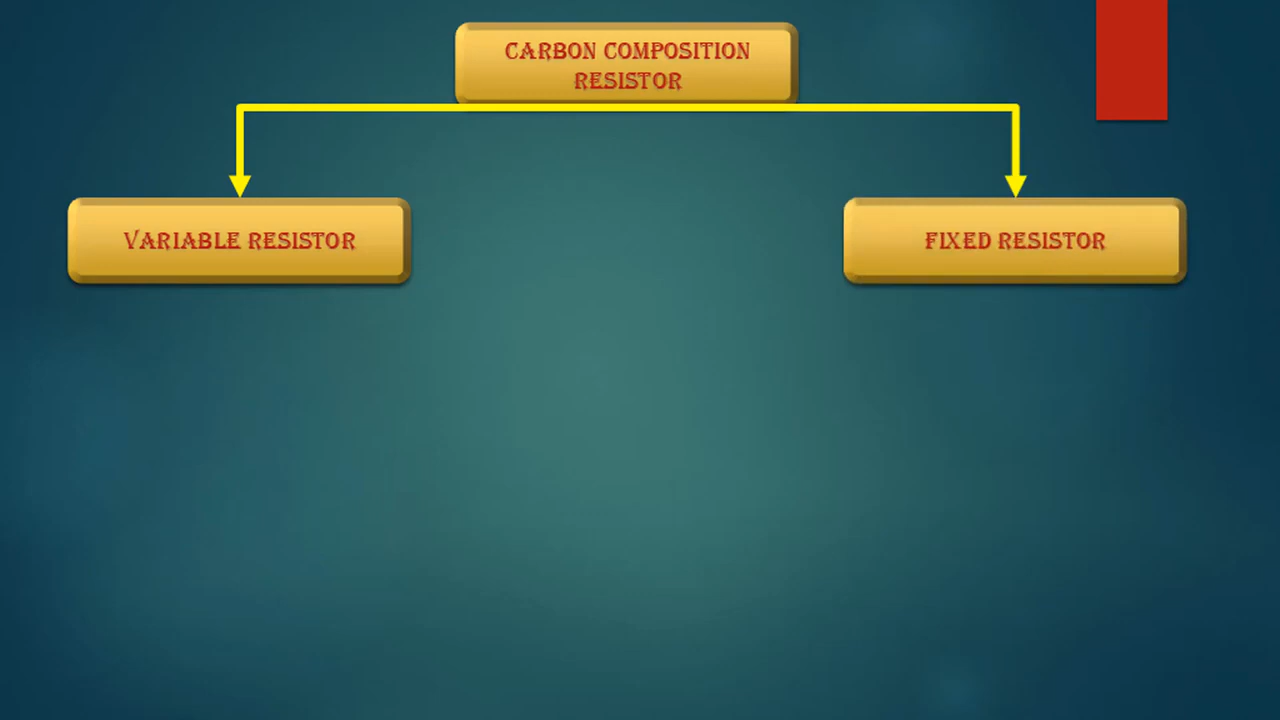 CARBON COMPOSITION
RESISTOR
VARIABLE RESISTOR
FIXED RESISTOR